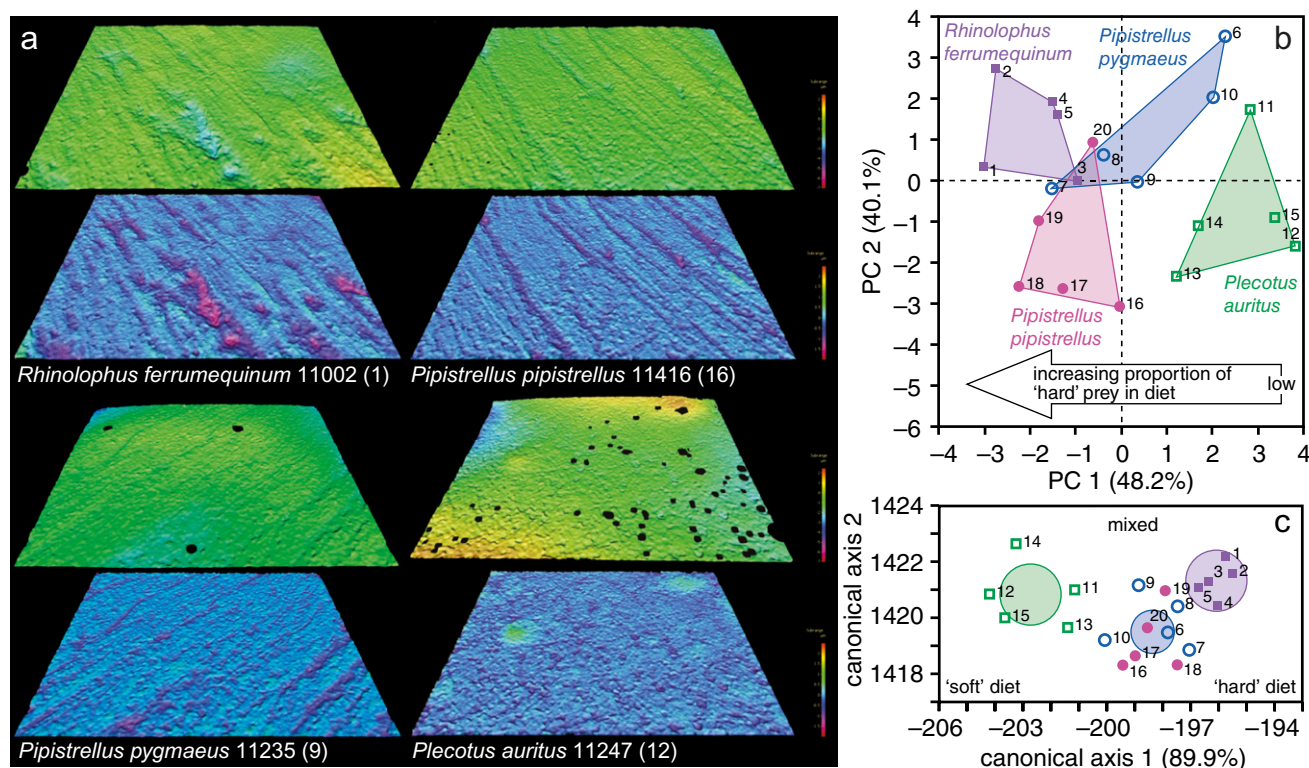 a
Rhinolophus ferrumequinum 11002 (1)
Pipistrellus pipistrellus 11416 (16)
Pipistrellus pygmaeus 11235 (9)
Plecotus auritus 11247 (12)
b
Rhinolophus
ferrumequinum
Pipistrellus
pygmaeus
Plecotus
auritus
Pipistrellus
pipistrellus
1
2
3
4
5
6
7
8
9
10
11
12
13
14
15
16
17
18
19
20
increasing proportion of
'hard' prey in diet
low
PC 2 (40.1%)
4
3
2
1
0
–1
–2
–3
–4
–5
–6
–4 –3 –2 –1 0 1 2 3 4
PC 1 (48.2%)
c
mixed
'soft' diet
'hard' diet
14
12
15
11
13
9
10
19
8
20
6
17
16
7
18
1
3
2
5
4
canonical axis 2
1424
1422
1420
1418
–206 –203 –200 –197 –194
canonical axis 1 (89.9%)